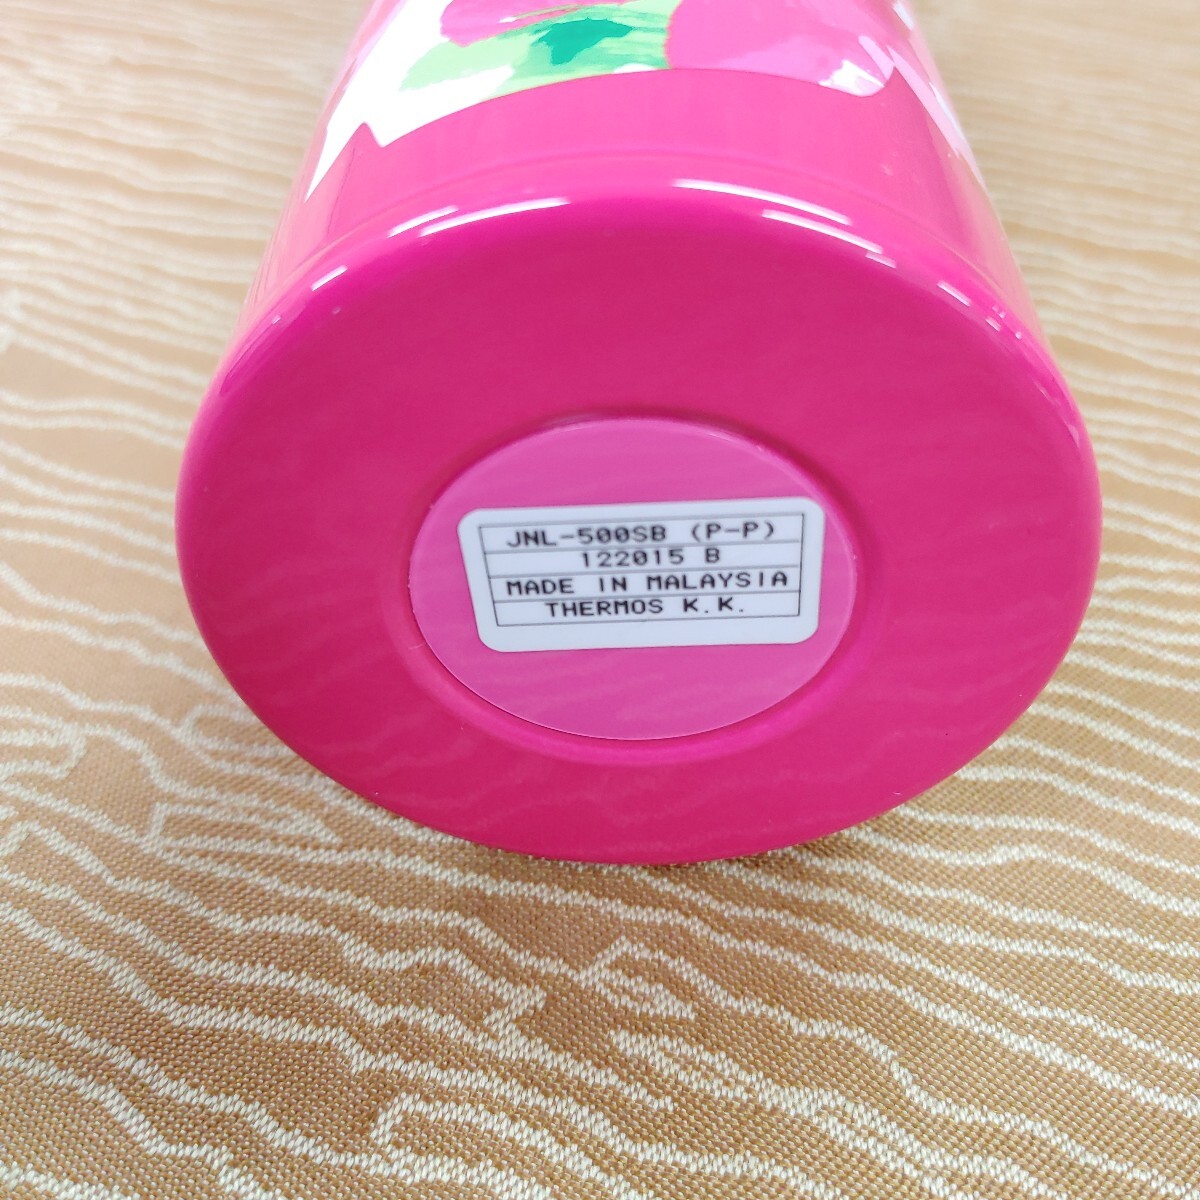 JNL-500SB (P-P)
122015 B
MADE IN MALAYSIA
THERMOS K.K.